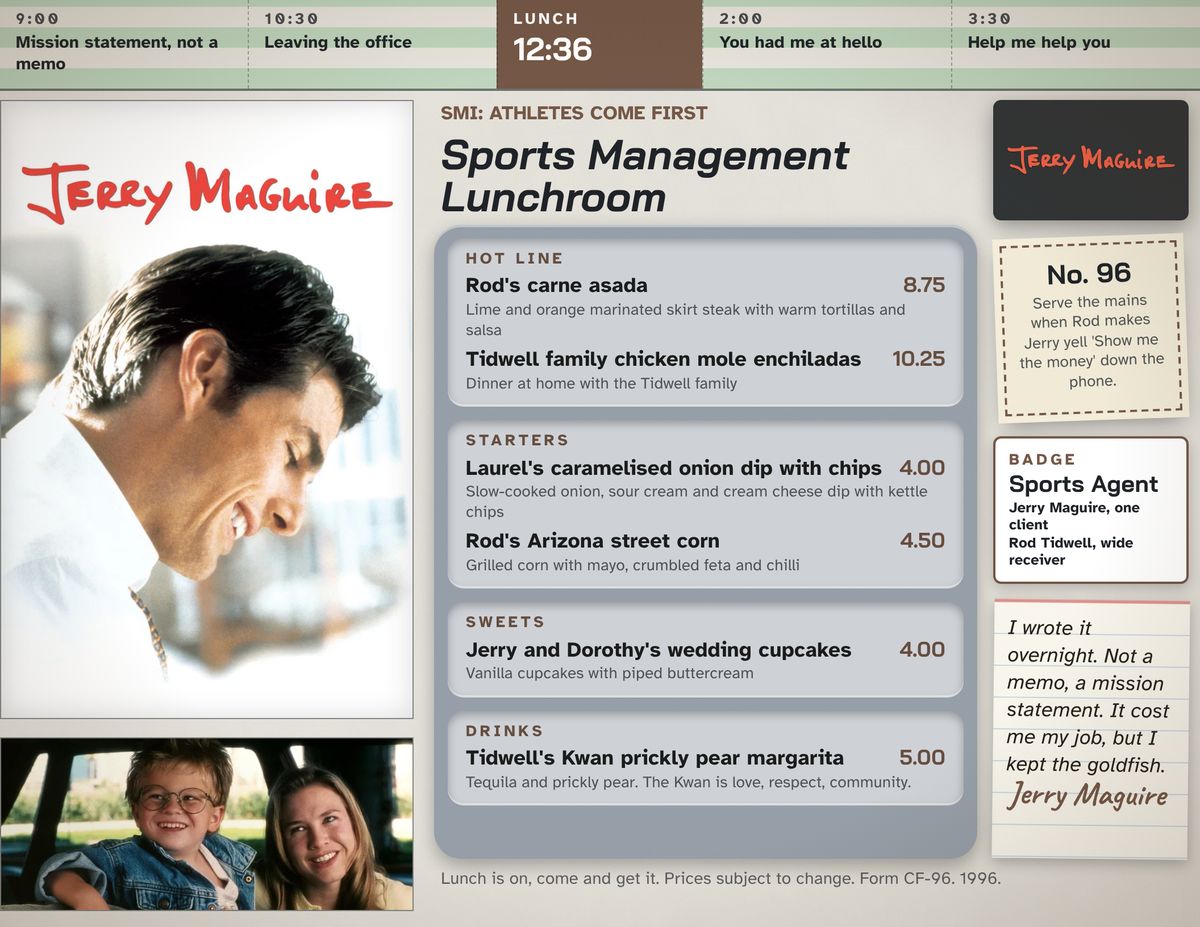 9:00
Mission statement, not a
memo
10:30
Leaving the office
LUNCH
12:36
2:00
You had me at hello
3:30
Help me help you
JERRY MAGUIRE
SMI: ATHLETES COME FIRST
Sports Management
Lunchroom
HOT LINE
Rod's carne asada 8.75
Lime and orange marinated skirt steak with warm tortillas and
salsa
Tidwell family chicken mole enchiladas 10.25
Dinner at home with the Tidwell family
STARTERS
Laurel's caramelised onion dip with chips 4.00
Slow-cooked onion, sour cream and cream cheese dip with kettle
chips
Rod's Arizona street corn 4.50
Grilled corn with mayo, crumbled feta and chilli
SWEETS
Jerry and Dorothy's wedding cupcakes 4.00
Vanilla cupcakes with piped buttercream
DRINKS
Tidwell's Kwan prickly pear margarita 5.00
Tequila and prickly pear. The Kwan is love, respect, community.
Lunch is on, come and get it. Prices subject to change. Form CF-96. 1996.
JERRY MAGUIRE
No. 96
Serve the mains
when Rod makes
Jerry yell 'Show me
the money' down the
phone.
BADGE
Sports Agent
Jerry Maguire, one
client
Rod Tidwell, wide
receiver
I wrote it
overnight. Not a
memo, a mission
statement. It cost
me my job, but I
kept the goldfish.
Jerry Maguire